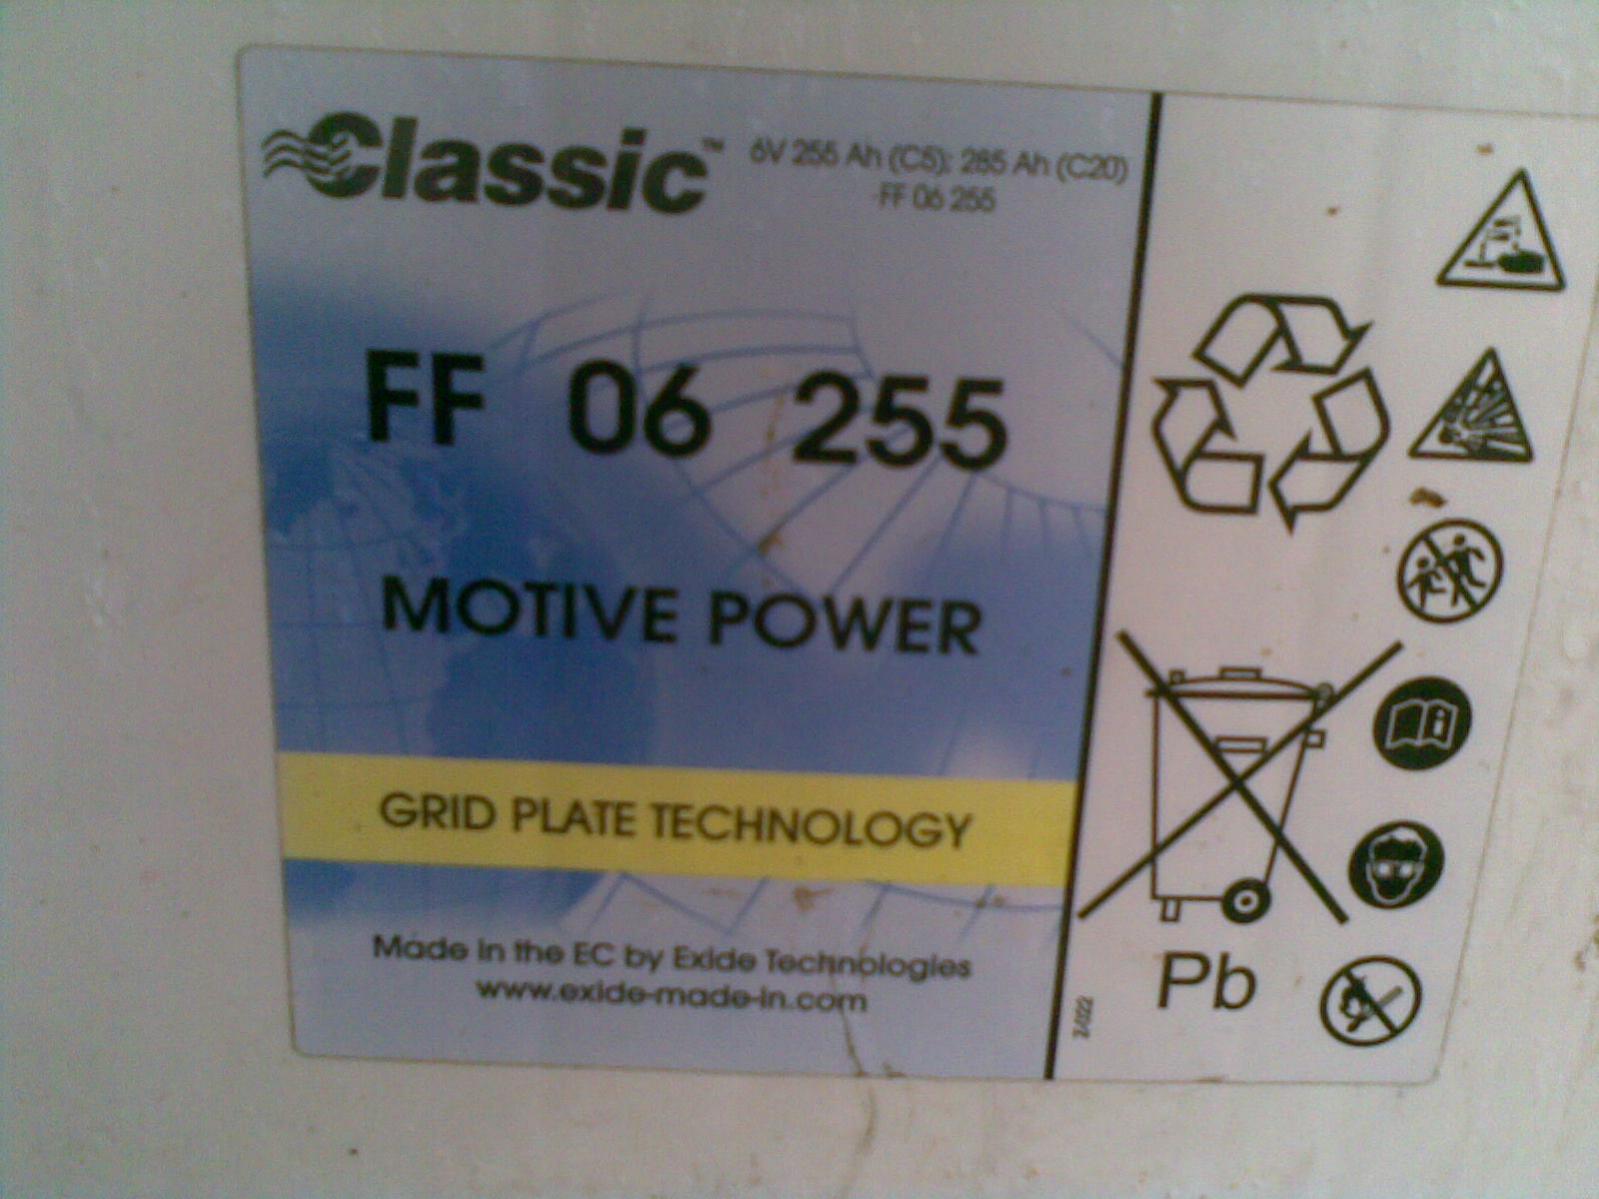 Classic™
6V 255 Ah (C5); 285 Ah (C20)
FF 06 255
FF 06 255
MOTIVE POWER
GRID PLATE TECHNOLOGY
Made in the EC by Exide Technologies
www.exide-made-in.com
Pb